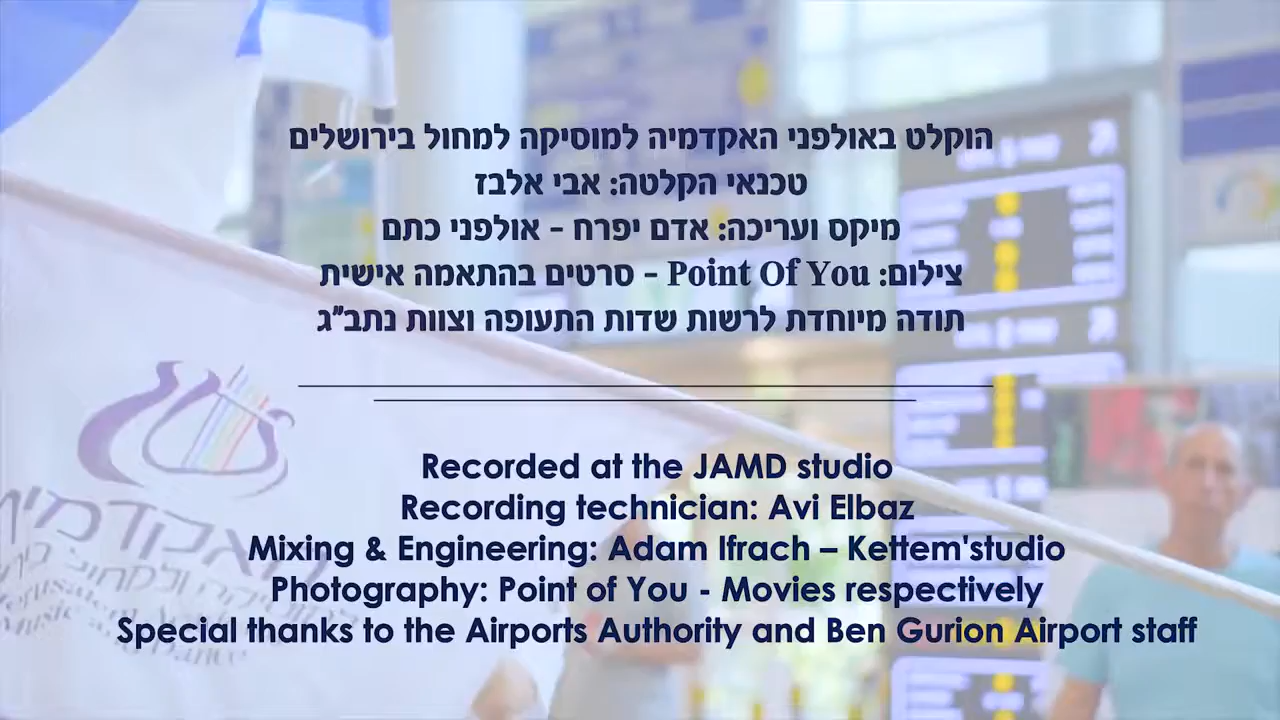 הוקלט באולפני האקדמיה למוסיקה למחול בירושלים
טכנאי הקלטה: אבי אלבז
מיקס ועריכה: אדם יפרח - אולפני כתם
צילום: Point Of You - סרטים בהתאמה אישית
תודה מיוחדת לרשות שדות התעופה וצוות נתב"ג
Recorded at the JAMD studio
Recording technician: Avi Elbaz
Mixing & Engineering: Adam Ifrach – Kettem'studio
Photography: Point of You - Movies respectively
Special thanks to the Airports Authority and Ben Gurion Airport staff